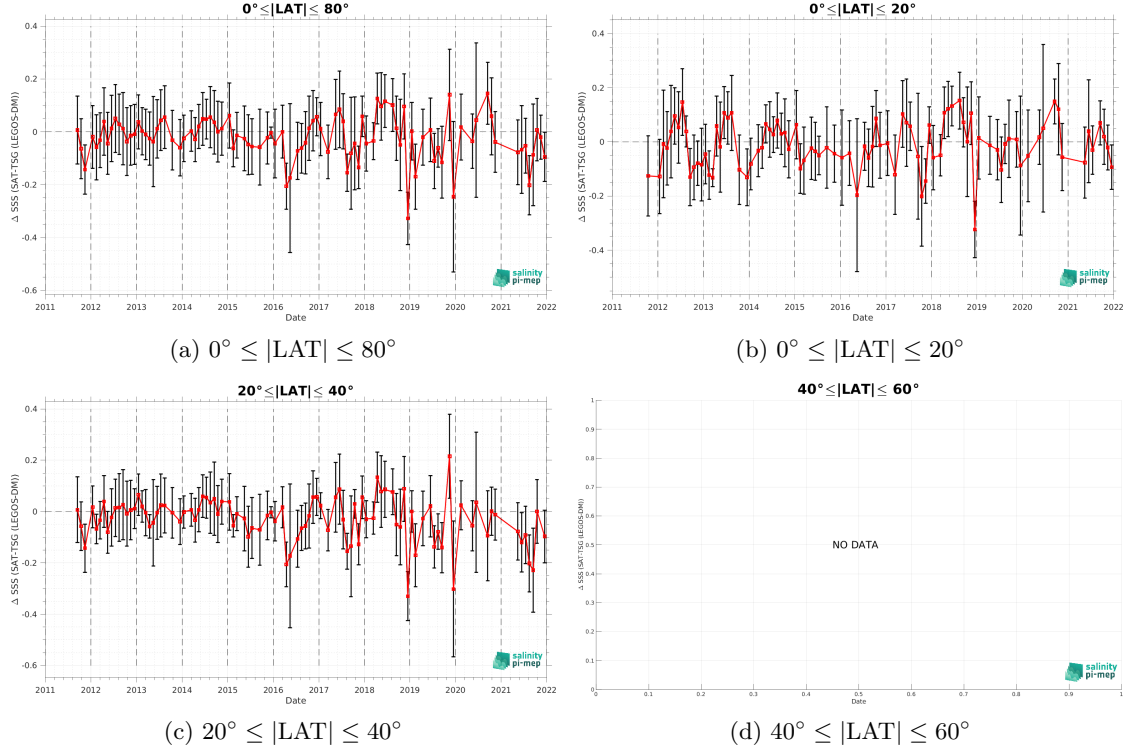 0°≤|LAT|≤ 80°
Δ SSS (SAT-TSG (LEGOS-DM))
0.4
0.2
0
-0.2
-0.4
-0.6
2011 2012 2013 2014 2015 2016 2017 2018 2019 2020 2021 2022
Date
salinity
pi-mep
(a) 0° ≤ |LAT| ≤ 80°
0°≤|LAT|≤ 20°
Δ SSS (SAT-TSG (LEGOS-DM))
0.4
0.2
0
-0.2
-0.4
2011 2012 2013 2014 2015 2016 2017 2018 2019 2020 2021 2022
Date
salinity
pi-mep
(b) 0° ≤ |LAT| ≤ 20°
20°≤|LAT|≤ 40°
Δ SSS (SAT-TSG (LEGOS-DM))
0.4
0.2
0
-0.2
-0.4
-0.6
2011 2012 2013 2014 2015 2016 2017 2018 2019 2020 2021 2022
Date
salinity
pi-mep
(c) 20° ≤ |LAT| ≤ 40°
40°≤|LAT|≤ 60°
Δ SSS (SAT-TSG (LEGOS-DM))
1
0.9
0.8
0.7
0.6
0.5
0.4
0.3
0.2
0.1
0
NO DATA
0 0.1 0.2 0.3 0.4 0.5 0.6 0.7 0.8 0.9 1
Date
salinity
pi-mep
(d) 40° ≤ |LAT| ≤ 60°